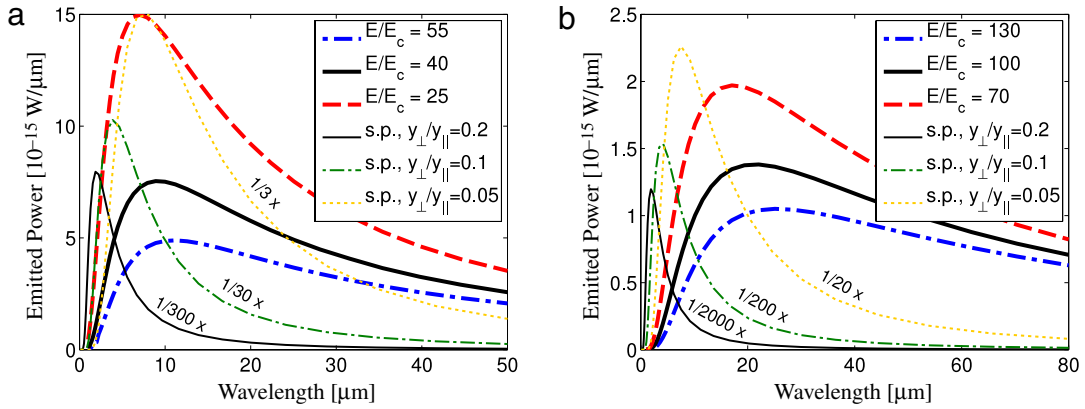 a
15
10
5
0
0
10
20
30
40
50
Emitted Power [10⁻¹⁵ W/μm]
Wavelength [μm]
E/E_c = 55
E/E_c = 40
E/E_c = 25
s.p., y_⊥/y_||=0.2
s.p., y_⊥/y_||=0.1
s.p., y_⊥/y_||=0.05
1/3 x
1/30 x
1/300 x
b
2.5
2
1.5
1
0.5
0
0
20
40
60
80
Emitted Power [10⁻¹⁵ W/μm]
Wavelength [μm]
E/E_c = 130
E/E_c = 100
E/E_c = 70
s.p., y_⊥/y_||=0.2
s.p., y_⊥/y_||=0.1
s.p., y_⊥/y_||=0.05
1/20 x
1/200 x
1/2000 x